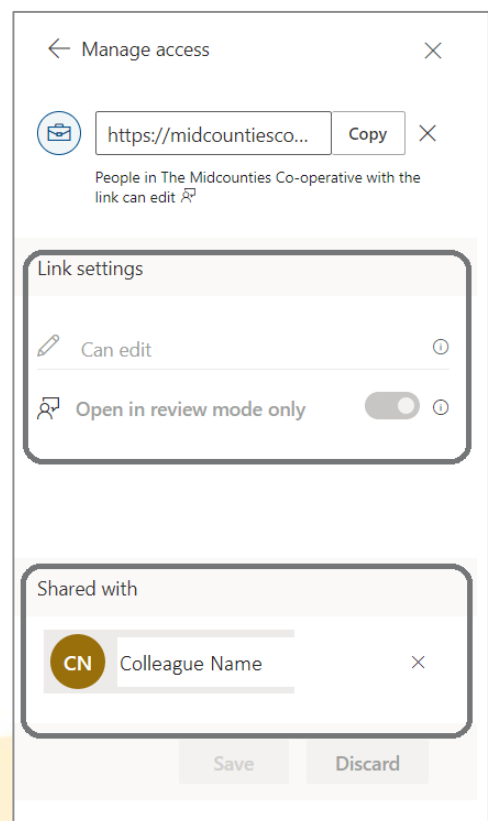 Manage access
https://midcountiesco... Copy
People in The Midcounties Co-operative with the
link can edit
Link settings
Can edit
Open in review mode only
Shared with
CN Colleague Name
Save Discard